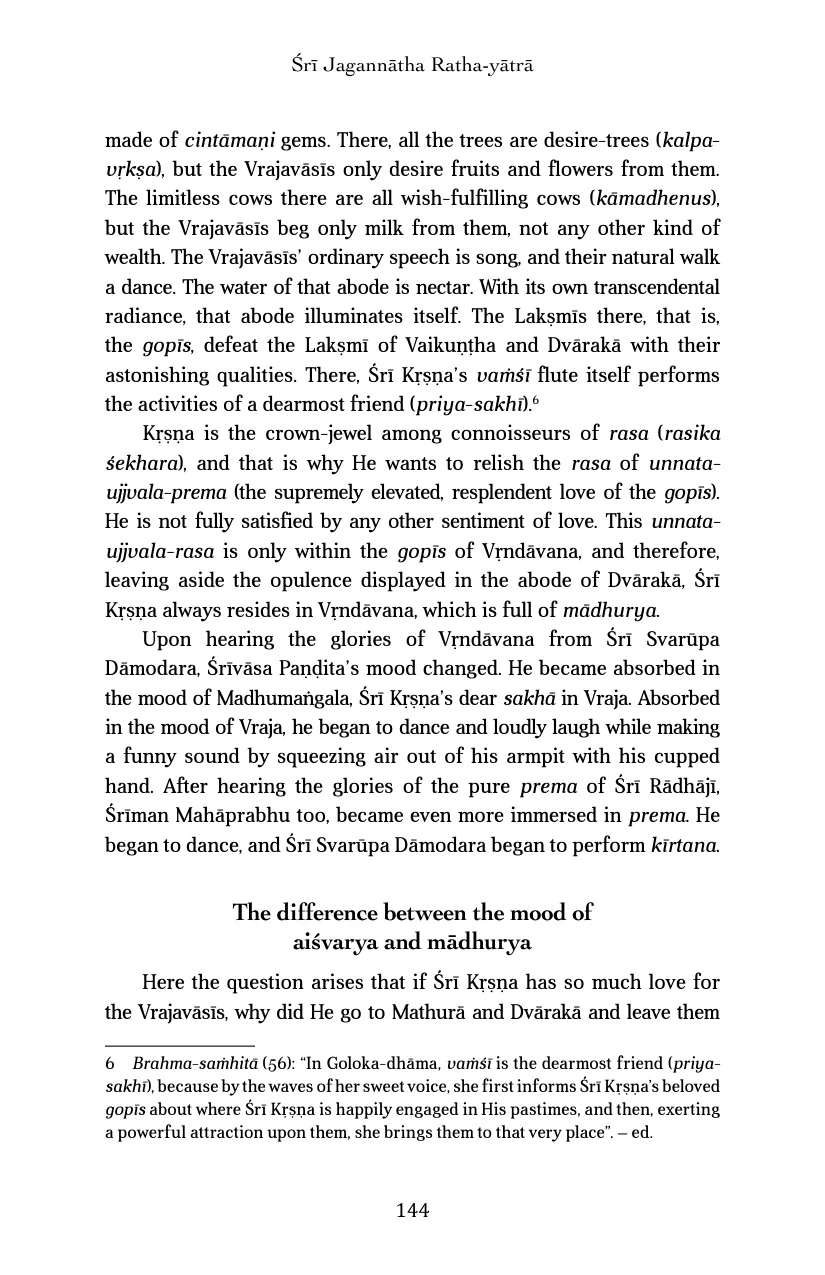 Śrī Jagannātha Ratha-yātrā
made of cintāmaṇi gems. There, all the trees are desire-trees (kalpa-
vṛkṣa), but the Vrajavāsīs only desire fruits and flowers from them.
The limitless cows there are all wish-fulfilling cows (kāmadhenus),
but the Vrajavāsīs beg only milk from them, not any other kind of
wealth. The Vrajavāsīs’ ordinary speech is song, and their natural walk
a dance. The water of that abode is nectar. With its own transcendental
radiance, that abode illuminates itself. The Lakṣmīs there, that is,
the gopīs, defeat the Lakṣmī of Vaikuṇṭha and Dvārakā with their
astonishing qualities. There, Śrī Kṛṣṇa’s vaṁśī flute itself performs
the activities of a dearmost friend (priya-sakhī).⁶
Kṛṣṇa is the crown-jewel among connoisseurs of rasa (rasika
śekhara), and that is why He wants to relish the rasa of unnata-
ujjvala-prema (the supremely elevated, resplendent love of the gopīs).
He is not fully satisfied by any other sentiment of love. This unnata-
ujjvala-rasa is only within the gopīs of Vṛndāvana, and therefore,
leaving aside the opulence displayed in the abode of Dvārakā, Śrī
Kṛṣṇa always resides in Vṛndāvana, which is full of mādhurya.
Upon hearing the glories of Vṛndāvana from Śrī Svarūpa
Dāmodara, Śrīvāsa Paṇḍita’s mood changed. He became absorbed in
the mood of Madhumaṅgala, Śrī Kṛṣṇa’s dear sakhā in Vraja. Absorbed
in the mood of Vraja, he began to dance and loudly laugh while making
a funny sound by squeezing air out of his armpit with his cupped
hand. After hearing the glories of the pure prema of Śrī Rādhājī,
Śrīman Mahāprabhu too, became even more immersed in prema. He
began to dance, and Śrī Svarūpa Dāmodara began to perform kīrtana.
The difference between the mood of
aiśvarya and mādhurya
Here the question arises that if Śrī Kṛṣṇa has so much love for
the Vrajavāsīs, why did He go to Mathurā and Dvārakā and leave them
6 Brahma-saṁhitā (56): “In Goloka-dhāma, vaṁśī is the dearmost friend (priya-
sakhī), because by the waves of her sweet voice, she first informs Śrī Kṛṣṇa’s beloved
gopīs about where Śrī Kṛṣṇa is happily engaged in His pastimes, and then, exerting
a powerful attraction upon them, she brings them to that very place”. – ed.
144